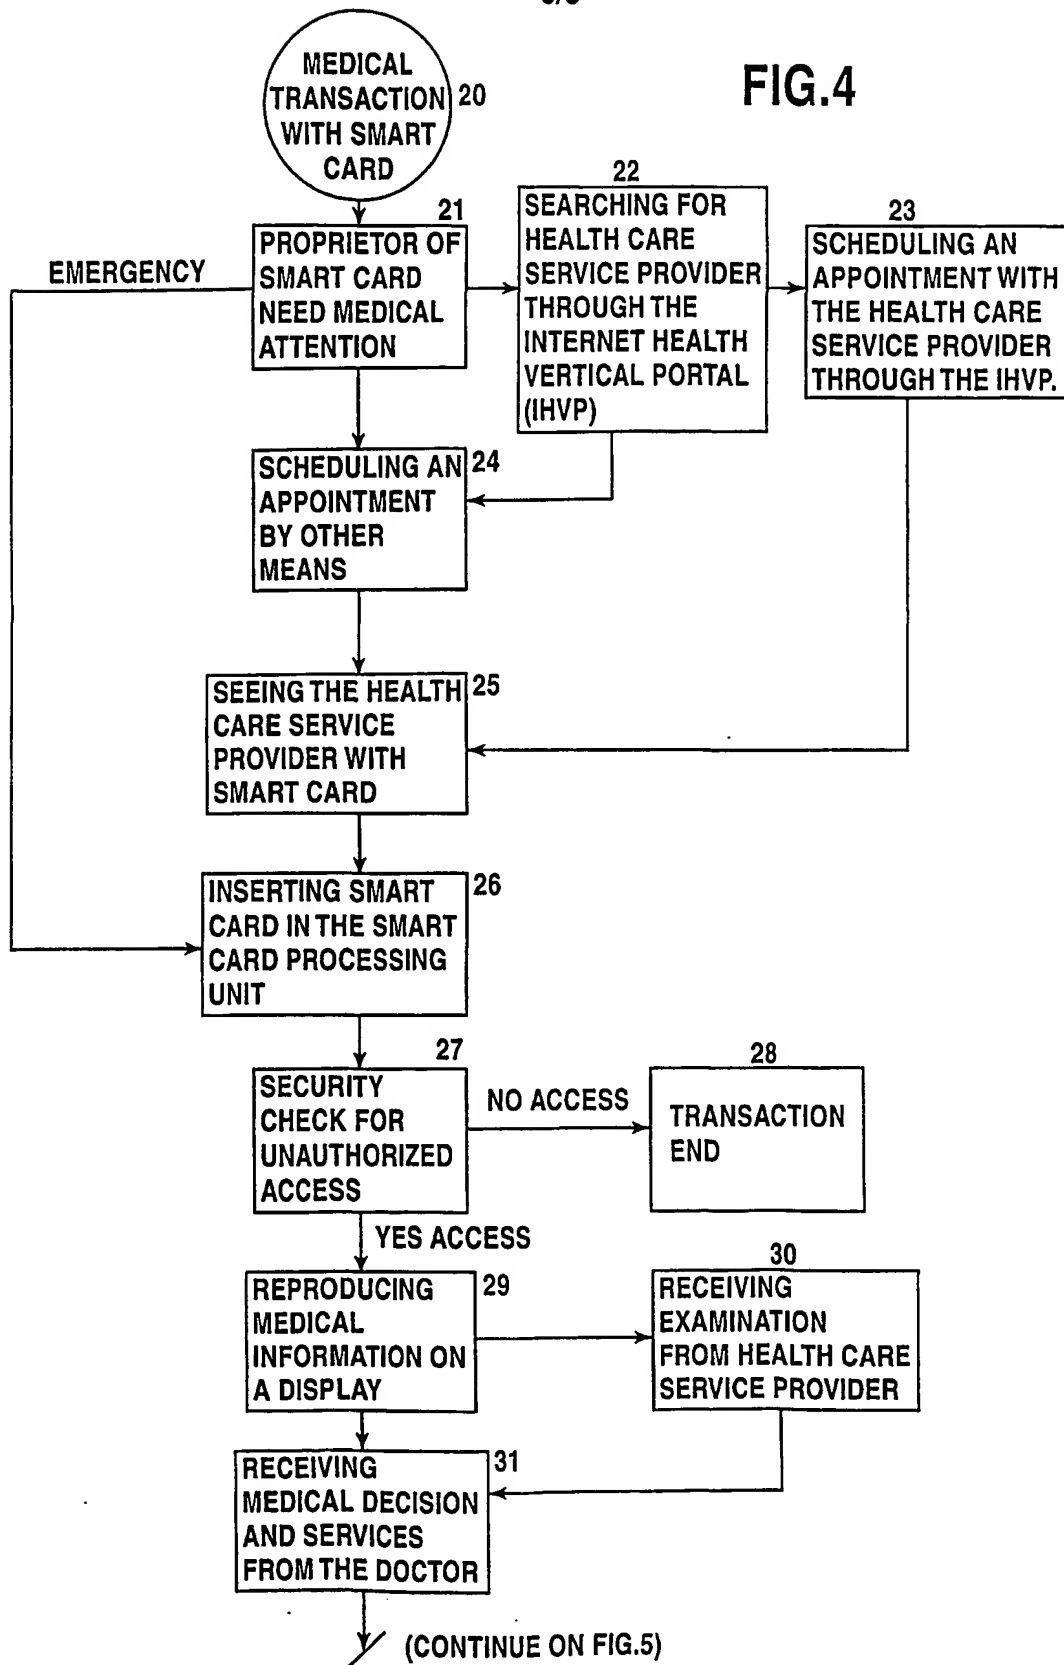 FIG.4
MEDICAL
TRANSACTION
WITH SMART
CARD
20
21
PROPRIETOR OF
SMART CARD
NEED MEDICAL
ATTENTION
EMERGENCY
22
SEARCHING FOR
HEALTH CARE
SERVICE PROVIDER
THROUGH THE
INTERNET HEALTH
VERTICAL PORTAL
(IHVP)
23
SCHEDULING AN
APPOINTMENT WITH
THE HEALTH CARE
SERVICE PROVIDER
THROUGH THE IHVP.
24
SCHEDULING AN
APPOINTMENT
BY OTHER
MEANS
25
SEEING THE HEALTH
CARE SERVICE
PROVIDER WITH
SMART CARD
26
INSERTING SMART
CARD IN THE SMART
CARD PROCESSING
UNIT
27
SECURITY
CHECK FOR
UNAUTHORIZED
ACCESS
NO ACCESS
28
TRANSACTION
END
YES ACCESS
29
REPRODUCING
MEDICAL
INFORMATION ON
A DISPLAY
30
RECEIVING
EXAMINATION
FROM HEALTH CARE
SERVICE PROVIDER
31
RECEIVING
MEDICAL DECISION
AND SERVICES
FROM THE DOCTOR
(CONTINUE ON FIG.5)